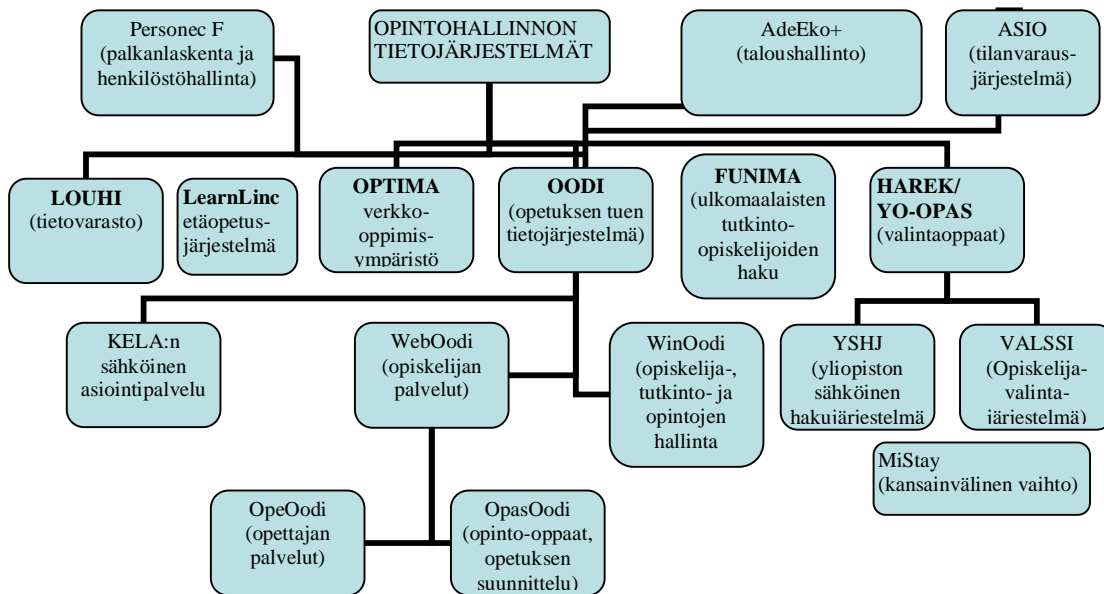 Personec F
(palkanlaskenta ja
henkilöstöhallinta)
OPINTOHALLINNON
TIETOJÄRJESTELMÄT
AdeEko+
(taloushallinto)
ASIO
(tilanvaraus-
järjestelmä)
LOUHI
(tietovarasto)
LearnLinc
etäopetus-
järjestelmä
OPTIMA
verkko-
oppimis-
ympäristö
OODI
(opetuksen tuen
tietojärjestelmä)
FUNIMA
(ulkomaalaisten
tutkinto-
opiskelijoiden
haku
HAREK/
YO-OPAS
(valintaoppaat)
KELA:n
sähköinen
asiointipalvelu
WebOodi
(opiskelijan
palvelut)
WinOodi
(opiskelija-,
tutkinto- ja
opintojen
hallinta
YSHJ
(yliopiston
sähköinen
hakujärjestelmä
VALSSI
(Opiskelija-
valinta-
järjestelmä)
MiStay
(kansainvälinen vaihto)
OpeOodi
(opettajan
palvelut)
OpasOodi
(opinto-oppaat,
opetuksen
suunnittelu)